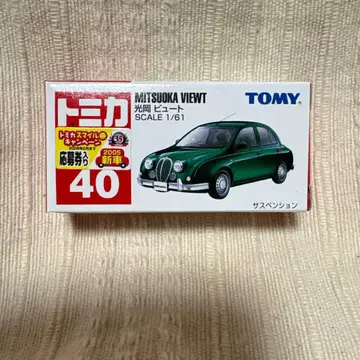 トミカ
MITSUOKA VIEWT
光岡 ビュート
SCALE 1/61
TOMY
トミカスマイル
キャンペーン
応募券入り
2005
新車
40
サスペンション